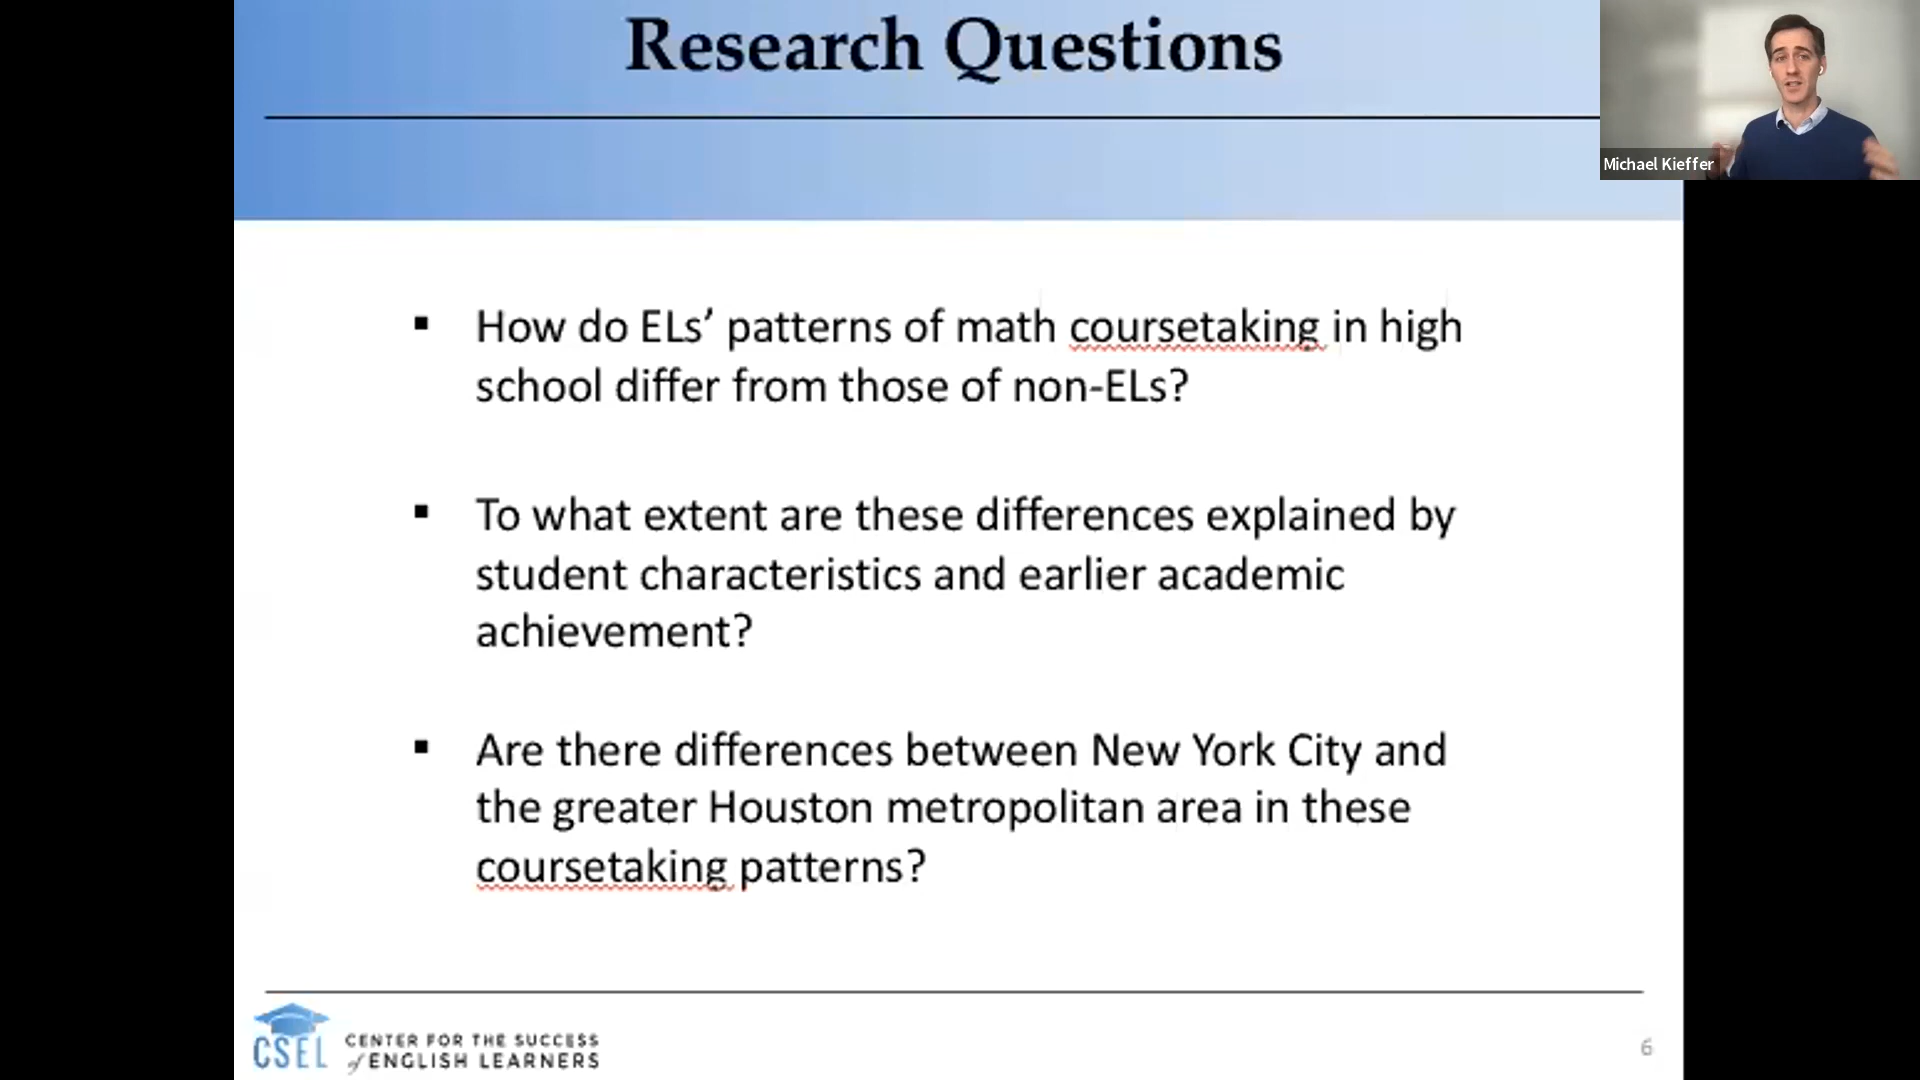 Research Questions
Michael Kieffer
▪ How do ELs’ patterns of math coursetaking in high
school differ from those of non-ELs?
▪ To what extent are these differences explained by
student characteristics and earlier academic
achievement?
▪ Are there differences between New York City and
the greater Houston metropolitan area in these
coursetaking patterns?
CSEL
CENTER FOR THE SUCCESS
of ENGLISH LEARNERS
6